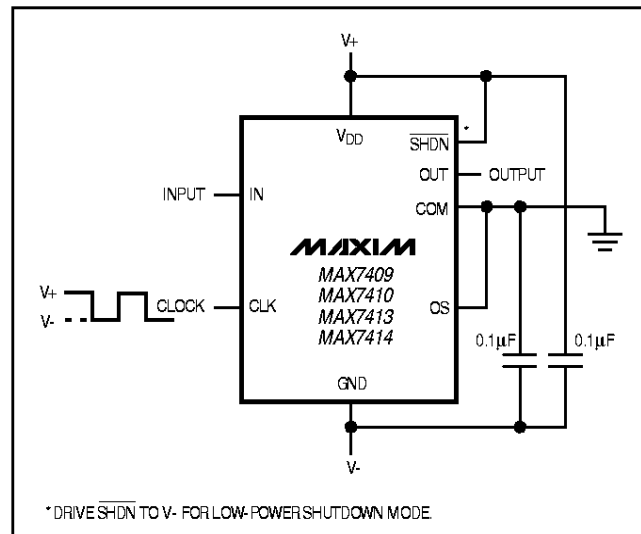 V+
VDD
SHDN
*
OUT
OUTPUT
INPUT
IN
COM
MAXIM
MAX7409
MAX7410
MAX7413
MAX7414
V+
V-
CLOCK
CLK
OS
0.1µF
0.1µF
GND
V-
* DRIVE SHDN TO V- FOR LOW-POWER SHUTDOWN MODE.